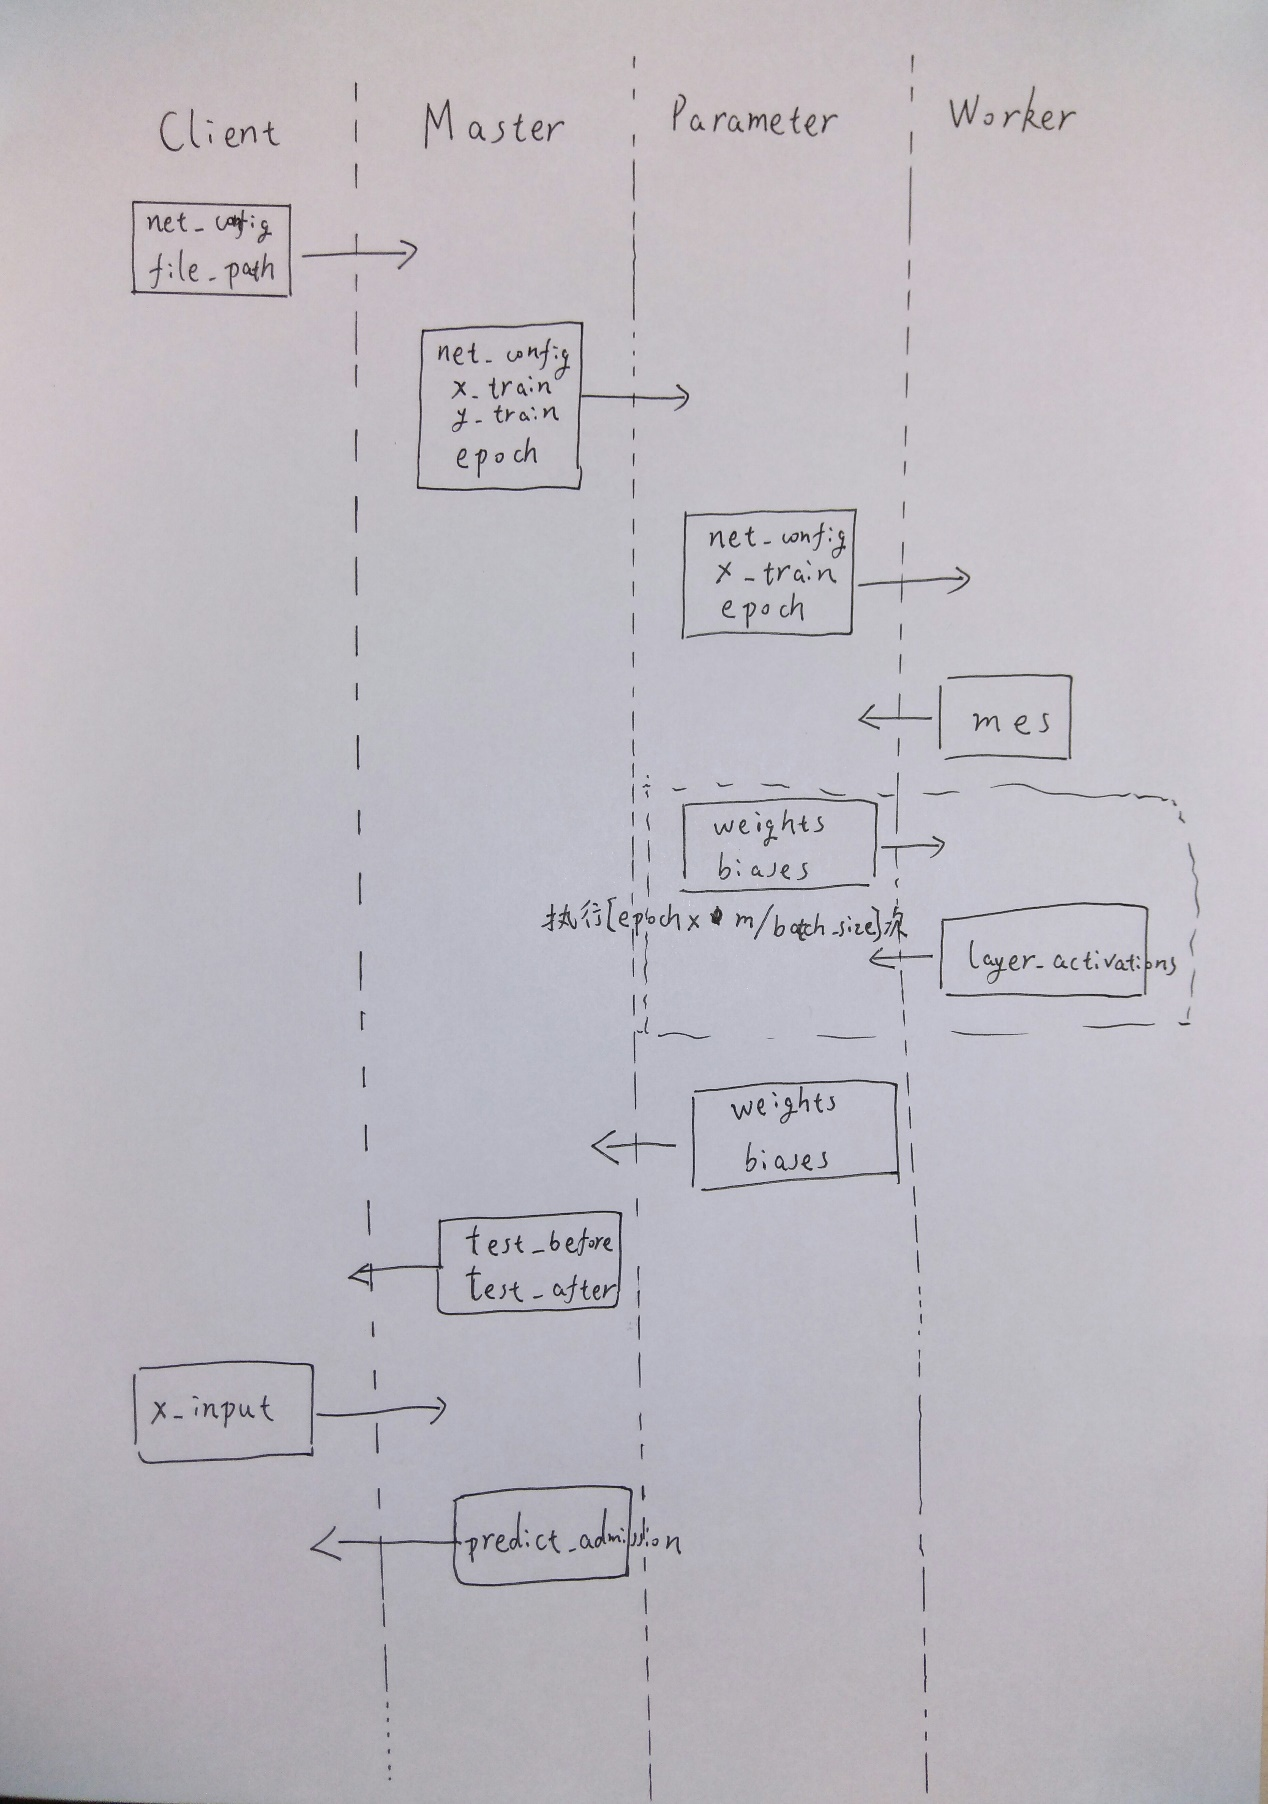 Client
Master
Parameter
Worker
net_config
file_path
net_config
x_train
y_train
epoch
net_config
x_train
epoch
mes
weights
biases
执行[epoch x m/batch_size]次
layer_activations
weights
biases
test_before
test_after
x_input
predict_admission